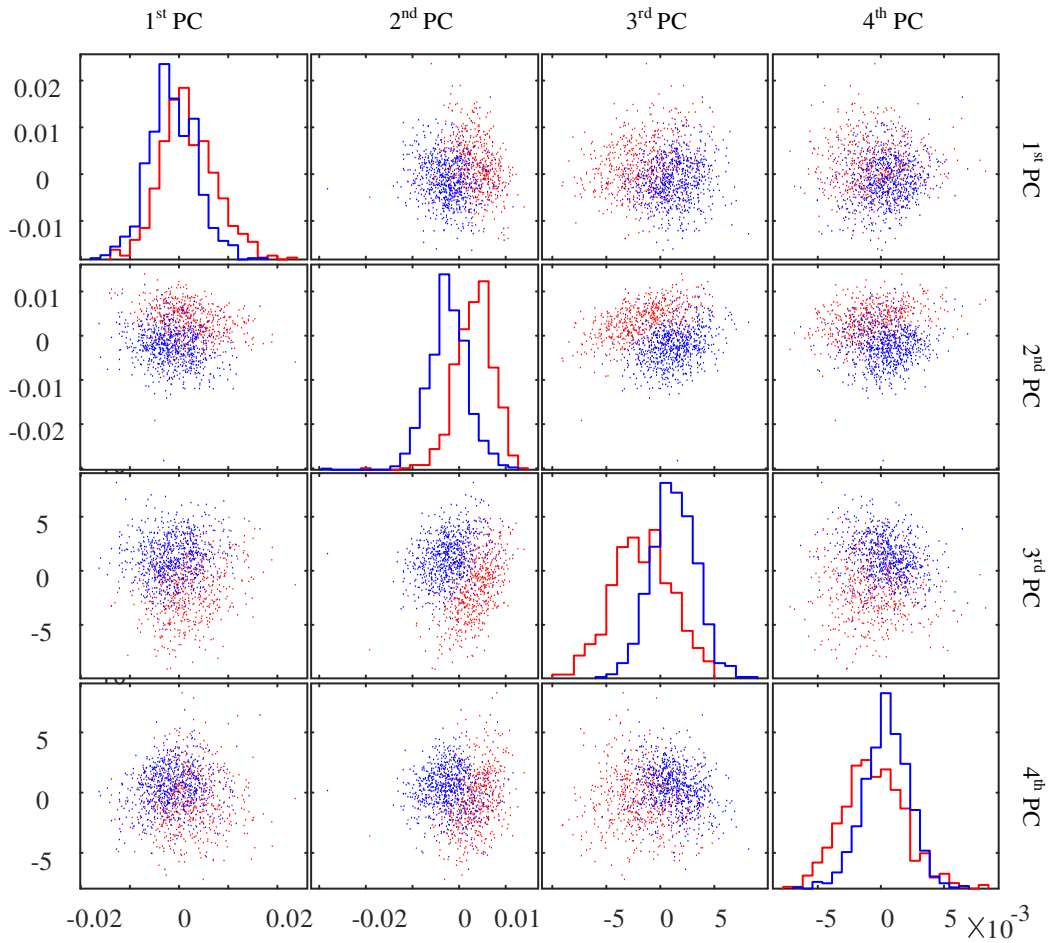 1st PC 2nd PC 3rd PC 4th PC
0.02
0.01
0
-0.01
1st PC
0.01
0
-0.01
-0.02
2nd PC
5
0
-5
3rd PC
5
0
-5
4th PC
-0.02 0 0.02 -0.02 0 0.01 -5 0 5 -5 0 5 ×10-3